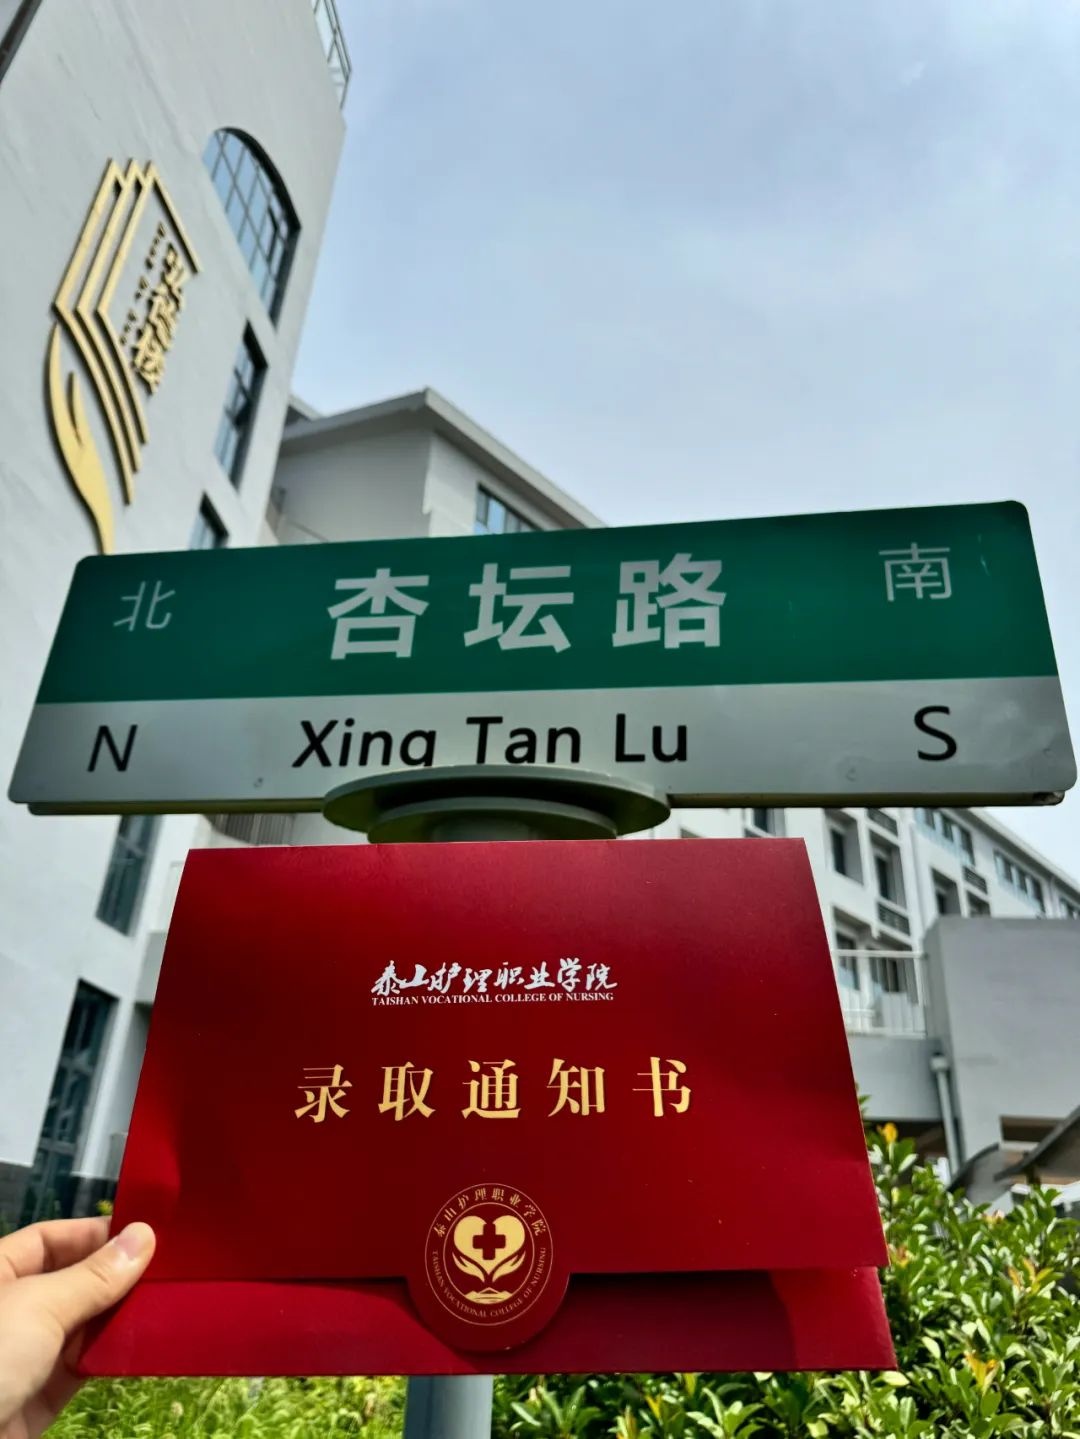 北 杏坛路 南
N Xing Tan Lu S
泰山护理职业学院
TAISHAN VOCATIONAL COLLEGE OF NURSING
录取通知书
泰山护理职业学院
TAISHAN VOCATIONAL COLLEGE OF NURSING